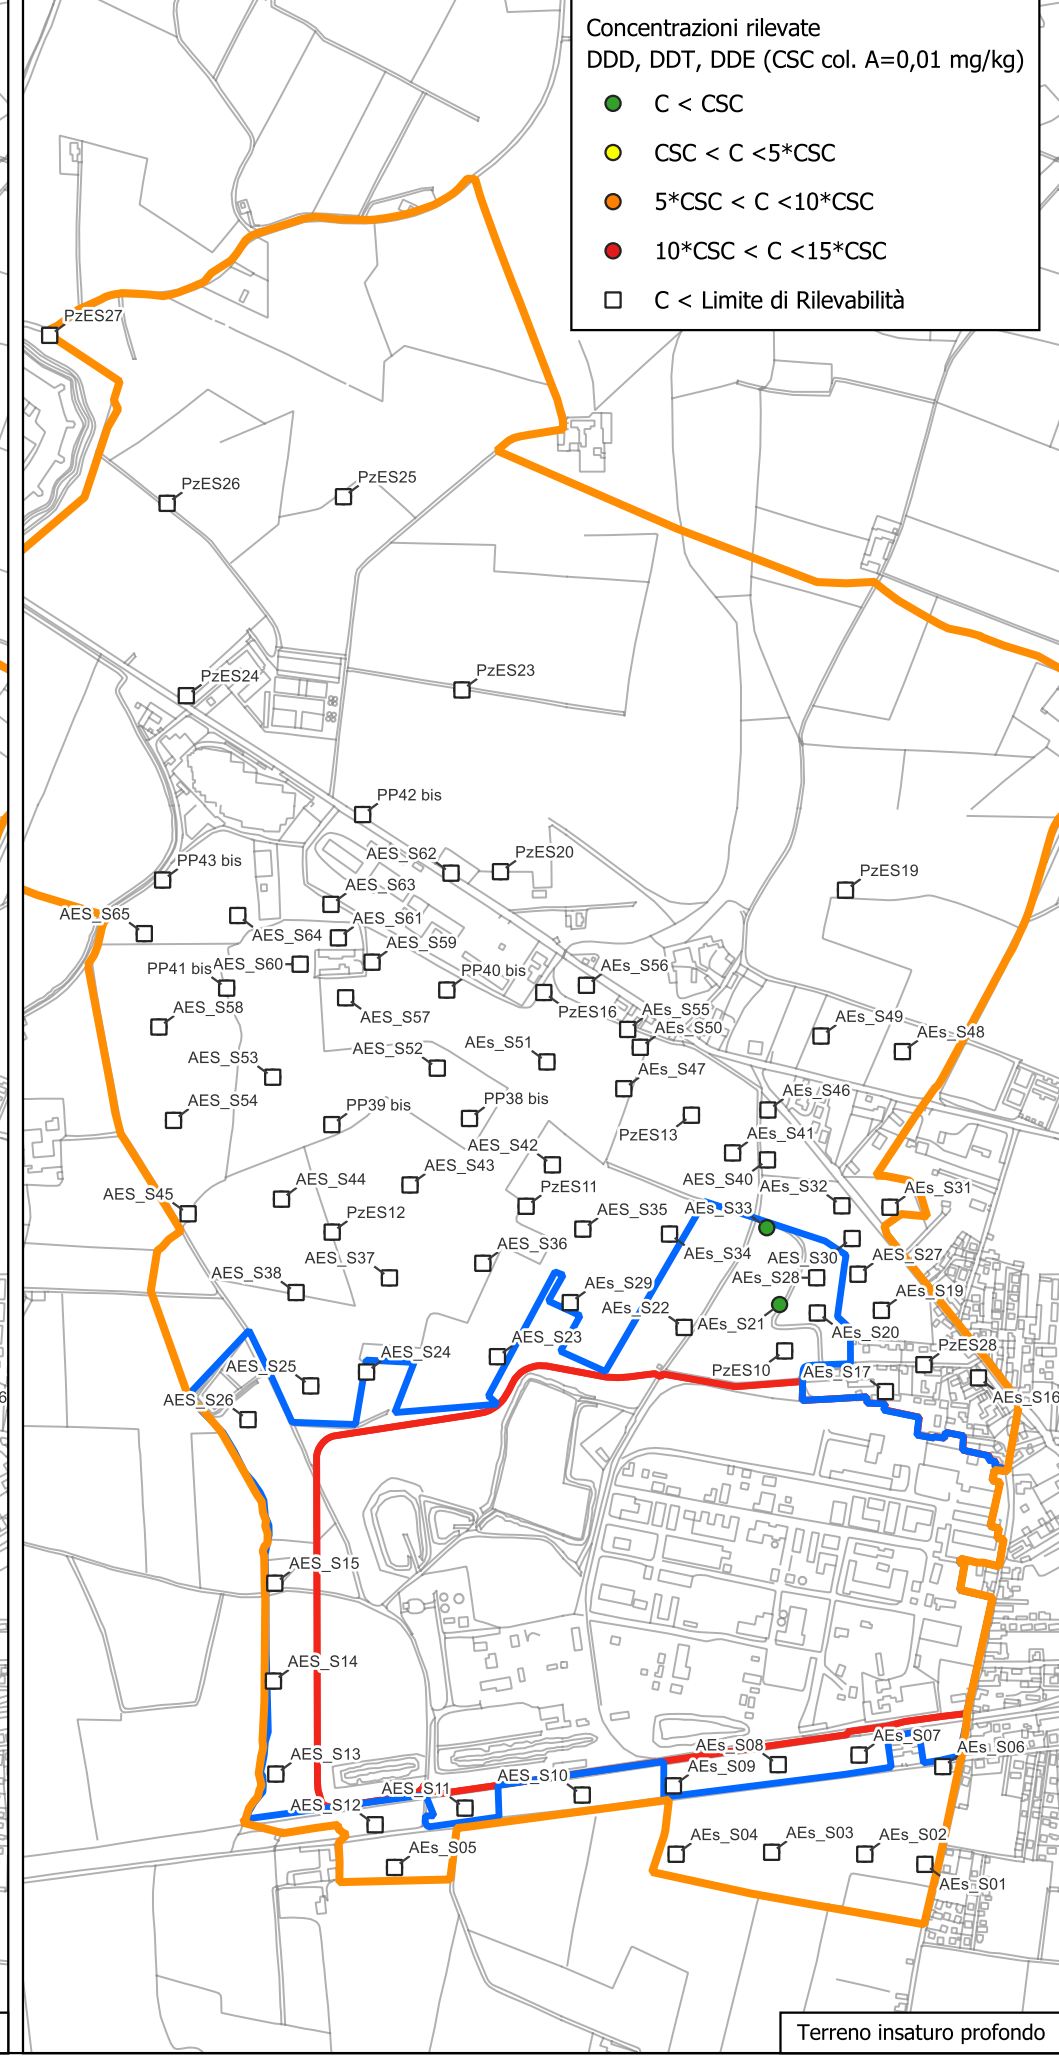 Concentrazioni rilevate
DDD, DDT, DDE (CSC col. A=0,01 mg/kg)
C < CSC
CSC < C <5*CSC
5*CSC < C <10*CSC
10*CSC < C <15*CSC
C < Limite di Rilevabilità
PzES27
PzES26
PzES25
PzES24
PzES23
PP42 bis
AES_S62
PzES20
PP43 bis
PzES19
AES_S63
AES_S65
AES_S61
AES_S64
AES_S59
PP41 bis
AES_S60
PP40 bis
AEs_S56
AES_S58
AES_S57
PzES16
AEs_S55
AEs_S50
AEs_S49
AEs_S48
AEs_S51
AES_S52
AES_S53
AEs_S47
AEs_S46
AES_S54
PP39 bis
PP38 bis
PzES13
AEs_S41
AES_S42
AES_S43
AES_S40
AES_S44
AEs_S32
AEs_S31
AES_S45
PzES12
PzES11
AES_S35
AEs_S33
AEs_S34
AES_S36
AES_S37
AEs_S30
AEs_S27
AES_S38
AEs_S28
AEs_S29
AEs_S22
AEs_S21
AEs_S19
AEs_S20
AES_S23
AES_S24
PzES28
AES_S25
PzES10
AEs_S17
AES_S26
AEs_S16
6
AES_S15
AES_S14
AES_S13
AEs_S08
AEs_S07
AEs_S06
AES_S10
AEs_S09
AES_S11
AES_S12
AEs_S05
AEs_S04
AEs_S03
AEs_S02
AEs_S01
Terreno insaturo profondo